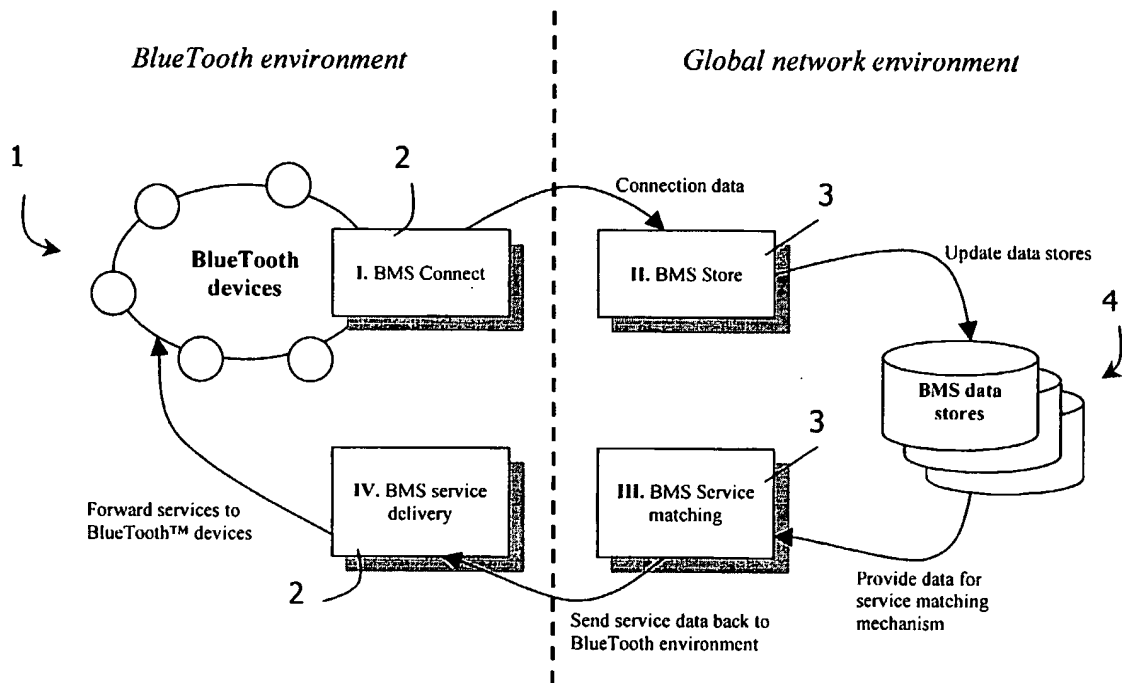 BlueTooth environment
Global network environment
1
2
Connection data
3
BlueTooth
devices
I. BMS Connect
II. BMS Store
Update data stores
4
BMS data
stores
3
IV. BMS service
delivery
III. BMS Service
matching
Forward services to
BlueTooth™ devices
2
Send service data back to
BlueTooth environment
Provide data for
service matching
mechanism